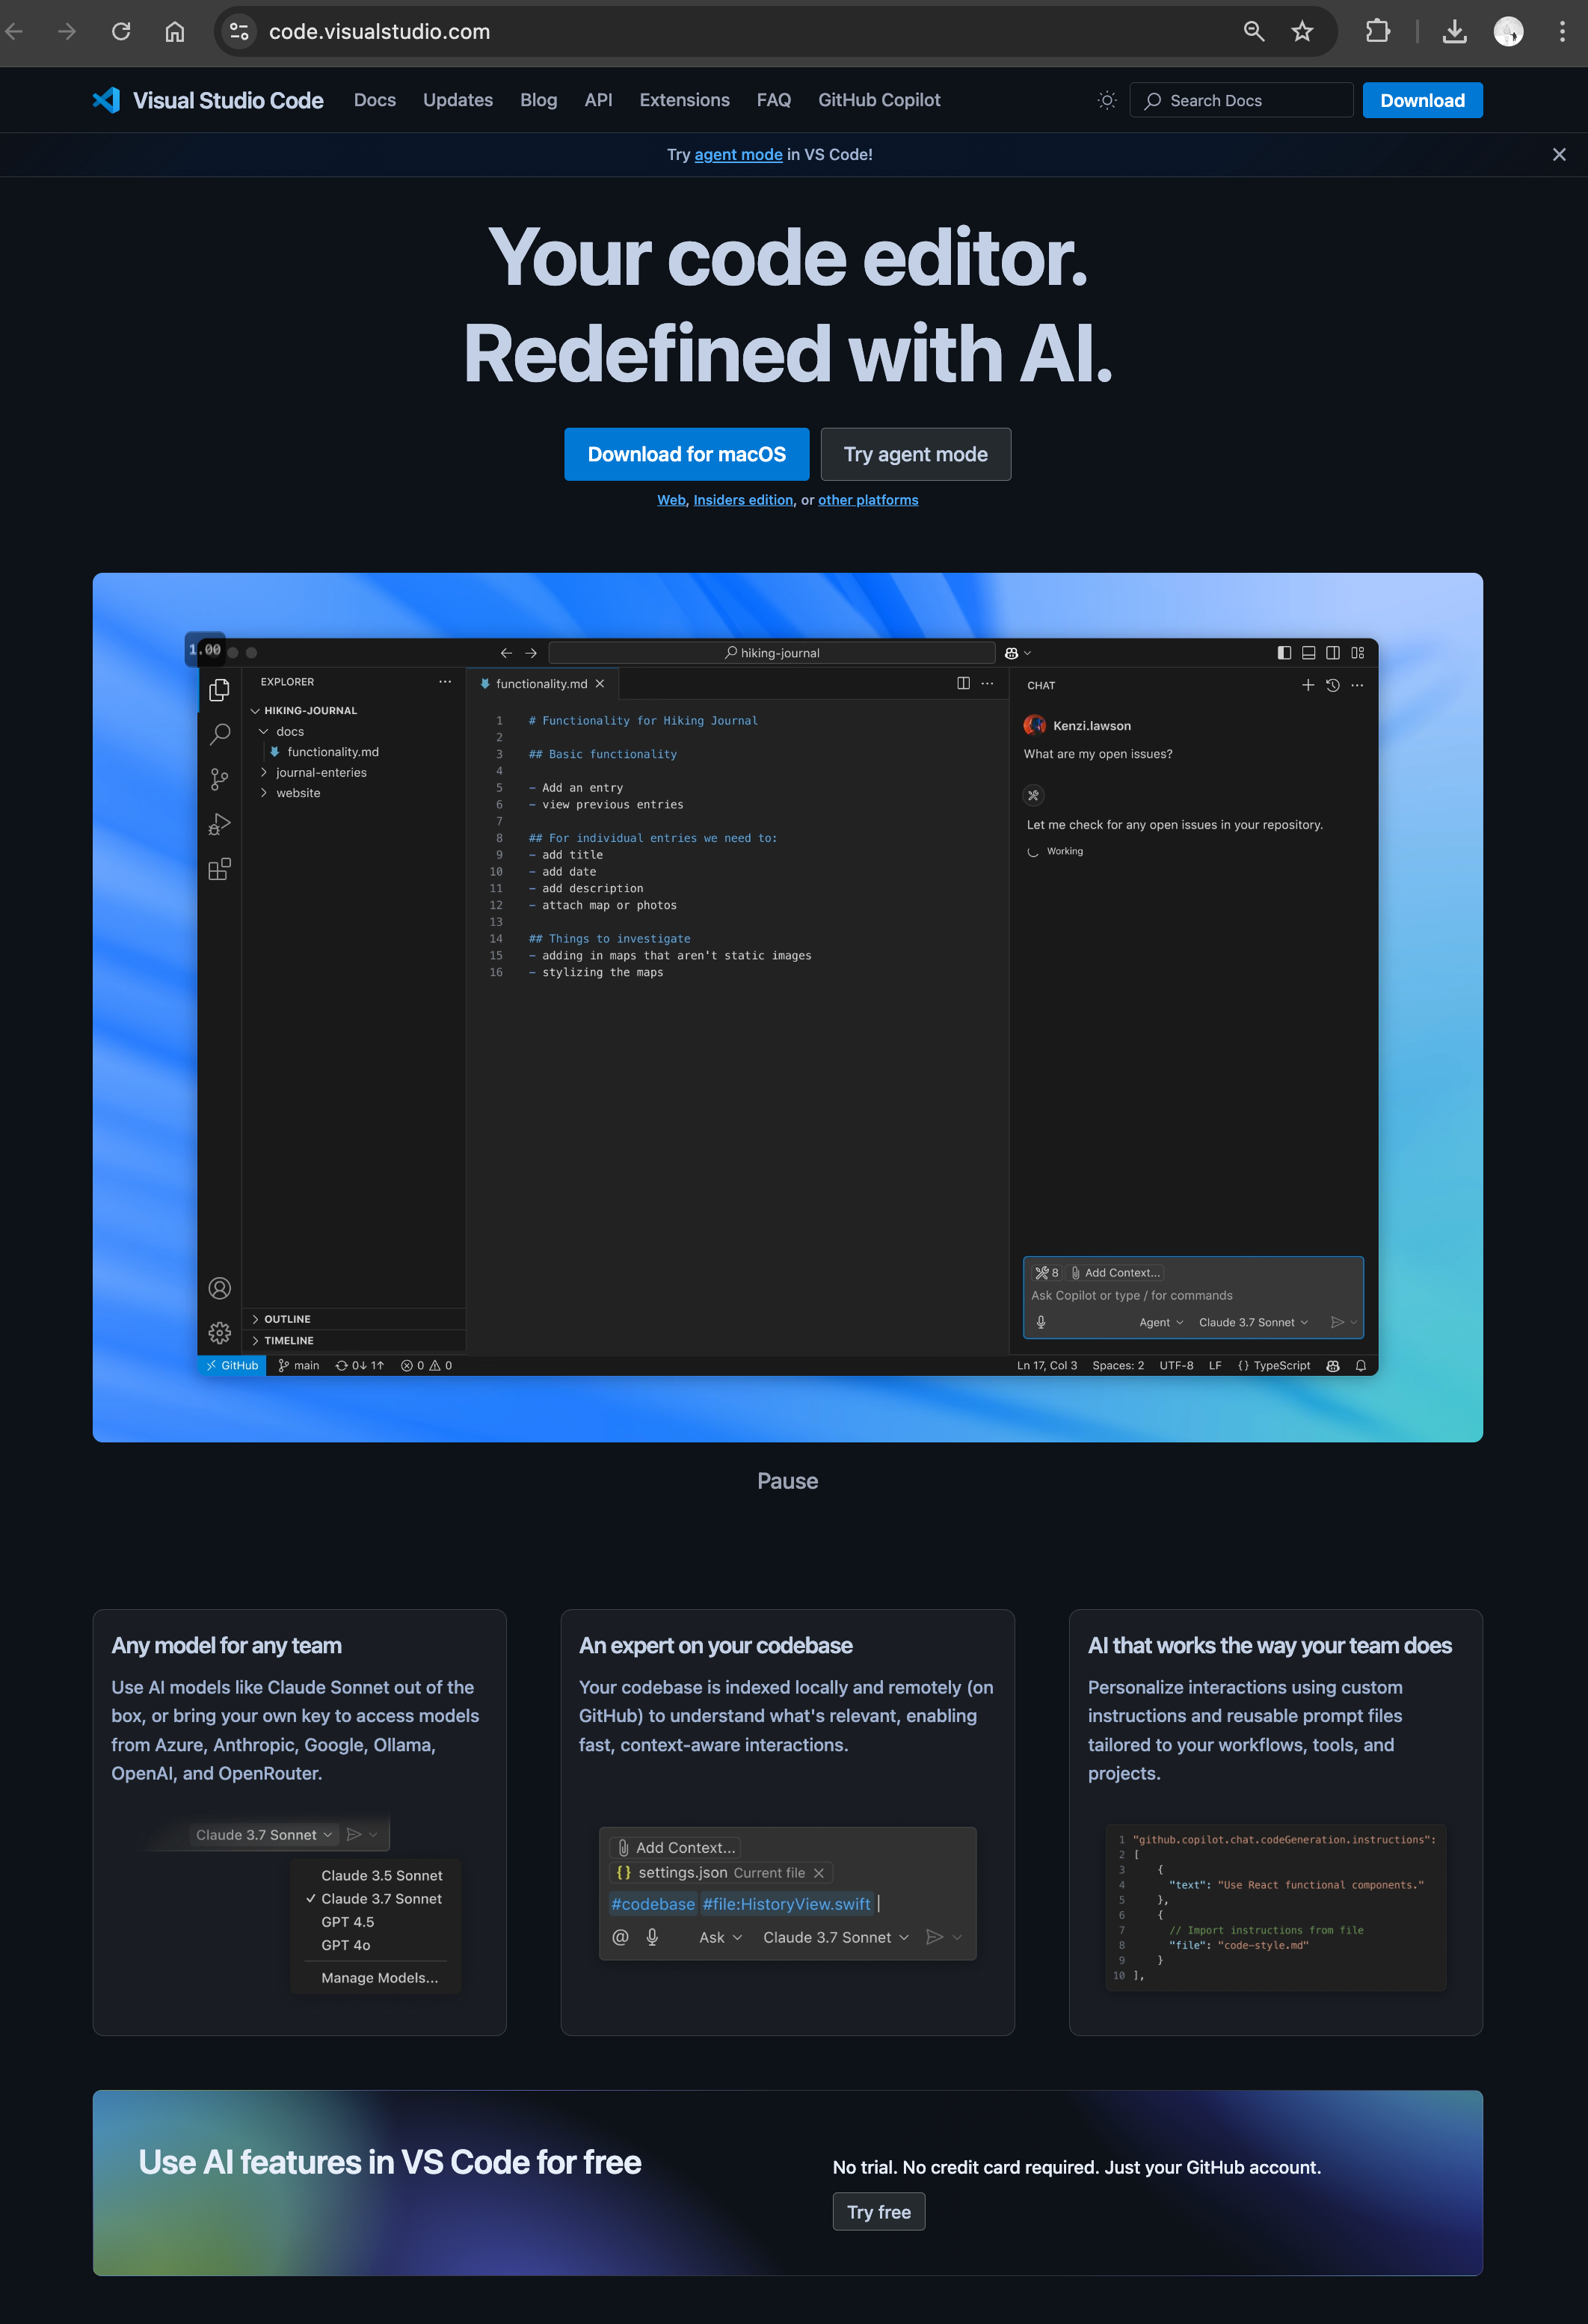 code.visualstudio.com
Visual Studio Code Docs Updates Blog API Extensions FAQ GitHub Copilot Search Docs Download
Try agent mode in VS Code!
Your code editor.
Redefined with AI.
Download for macOS Try agent mode
Web, Insiders edition, or other platforms
1.00
hiking-journal
EXPLORER
HIKING-JOURNAL
docs
functionality.md
journal-enteries
website
OUTLINE
TIMELINE
functionality.md
1 # Functionality for Hiking Journal
2
3 ## Basic functionality
4
5 - Add an entry
6 - view previous entries
7
8 ## For individual entries we need to:
9 - add title
10 - add date
11 - add description
12 - attach map or photos
13
14 ## Things to investigate
15 - adding in maps that aren't static images
16 - stylizing the maps
CHAT
Kenzi.lawson
What are my open issues?
Let me check for any open issues in your repository.
Working
8 Add Context...
Ask Copilot or type / for commands
Agent Claude 3.7 Sonnet
GitHub main 0↓ 1↑ 0 0 Ln 17, Col 3 Spaces: 2 UTF-8 LF {} TypeScript
Pause
Any model for any team
Use AI models like Claude Sonnet out of the
box, or bring your own key to access models
from Azure, Anthropic, Google, Ollama,
OpenAI, and OpenRouter.
Claude 3.7 Sonnet
Claude 3.5 Sonnet
✓ Claude 3.7 Sonnet
GPT 4.5
GPT 4o
Manage Models...
An expert on your codebase
Your codebase is indexed locally and remotely (on
GitHub) to understand what's relevant, enabling
fast, context-aware interactions.
Add Context...
{} settings.json Current file
#codebase #file:HistoryView.swift
@ Ask Claude 3.7 Sonnet
AI that works the way your team does
Personalize interactions using custom
instructions and reusable prompt files
tailored to your workflows, tools, and
projects.
1 "github.copilot.chat.codeGeneration.instructions":
2 [
3 {
4 "text": "Use React functional components."
5 },
6 {
7 // Import instructions from file
8 "file": "code-style.md"
9 }
10 ],
Use AI features in VS Code for free
No trial. No credit card required. Just your GitHub account.
Try free